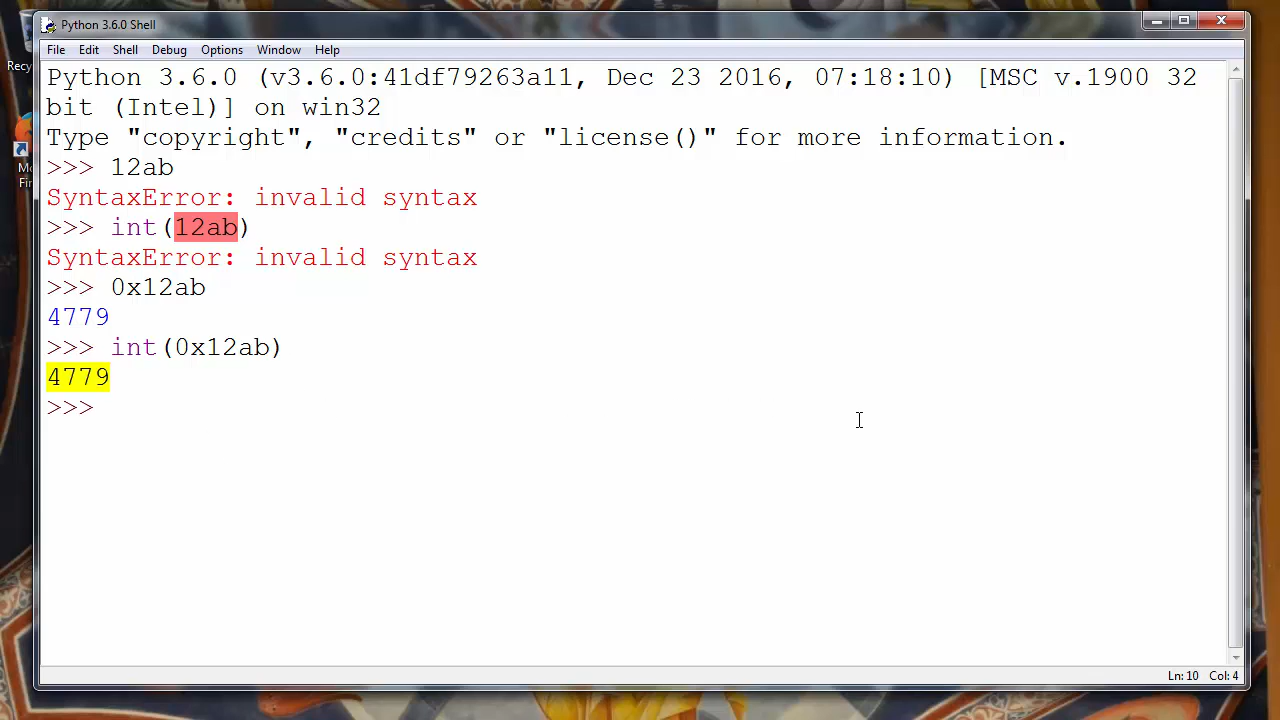 Python 3.6.0 Shell
File Edit Shell Debug Options Window Help
Python 3.6.0 (v3.6.0:41df79263a11, Dec 23 2016, 07:18:10) [MSC v.1900 32
bit (Intel)] on win32
Type "copyright", "credits" or "license()" for more information.
>>> 12ab
SyntaxError: invalid syntax
>>> int(12ab)
SyntaxError: invalid syntax
>>> 0x12ab
4779
>>> int(0x12ab)
4779
>>>
Ln: 10 Col: 4
Recy
Mo
Fir